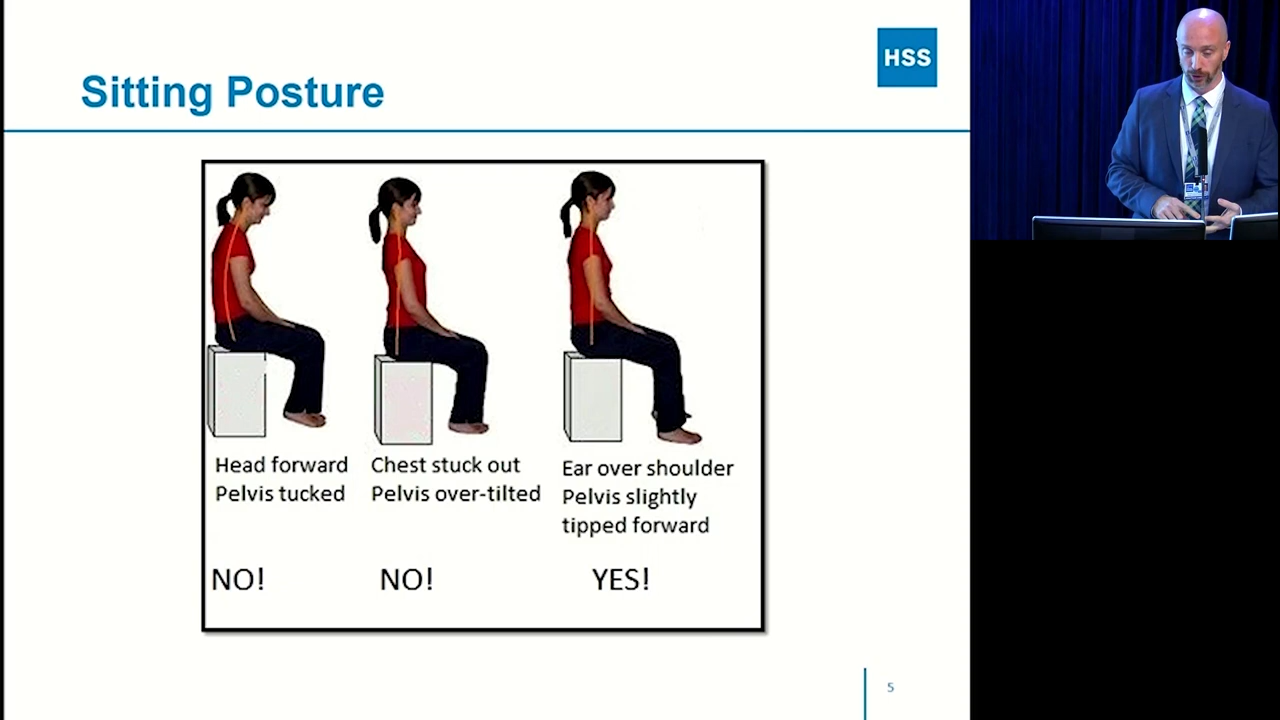 HSS
Sitting Posture
Head forward
Pelvis tucked
NO!
Chest stuck out
Pelvis over-tilted
NO!
Ear over shoulder
Pelvis slightly
tipped forward
YES!
5
HSS